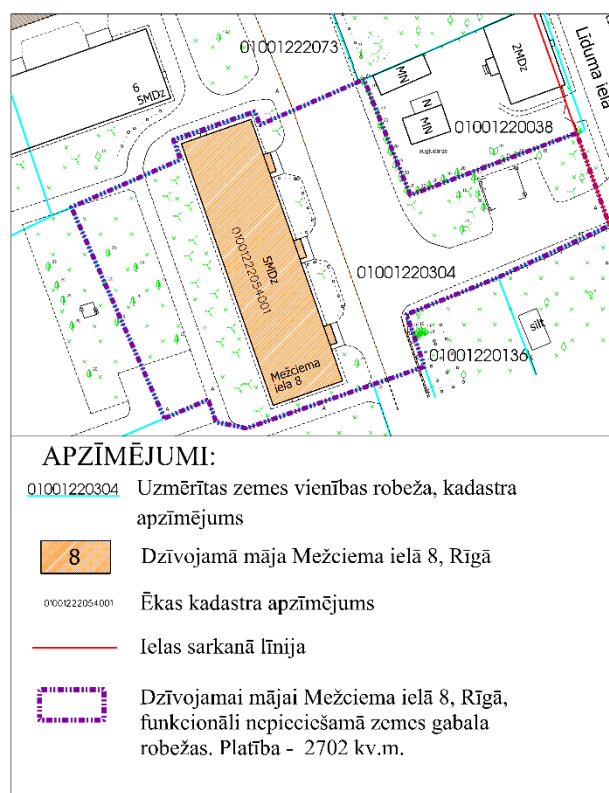 01001222073
6
5MDz
MN
N
MN
2MDz
Līduma iela
01001220038
5MDz
01001222054001
Mežciema
iela 8
01001220304
01001220136
silt
APZĪMĒJUMI:
01001220304 Uzmērītas zemes vienības robeža, kadastra
apzīmējums
8 Dzīvojamā māja Mežciema ielā 8, Rīgā
01001222054001 Ēkas kadastra apzīmējums
Ielas sarkanā līnija
Dzīvojamai mājai Mežciema ielā 8, Rīgā,
funkcionāli nepieciešamā zemes gabala
robežas. Platība - 2702 kv.m.